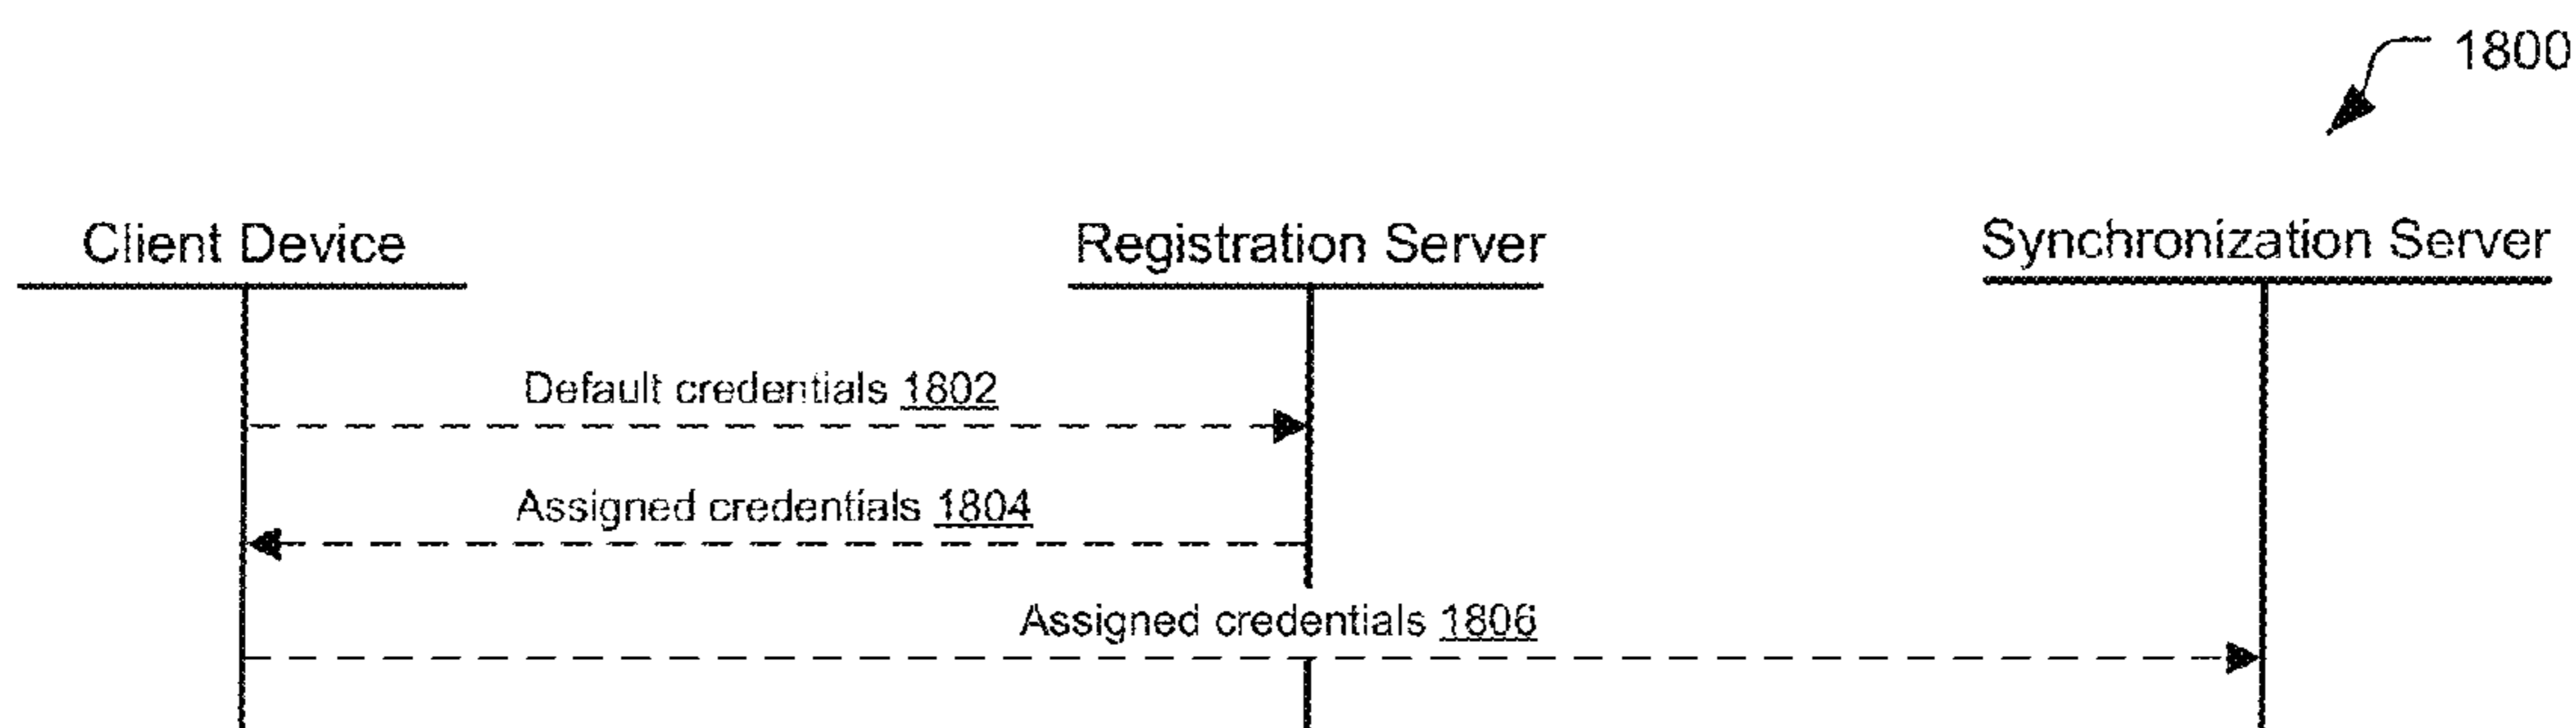 1800
Client Device
Registration Server
Synchronization Server
Default credentials 1802
Assigned credentials 1804
Assigned credentials 1806